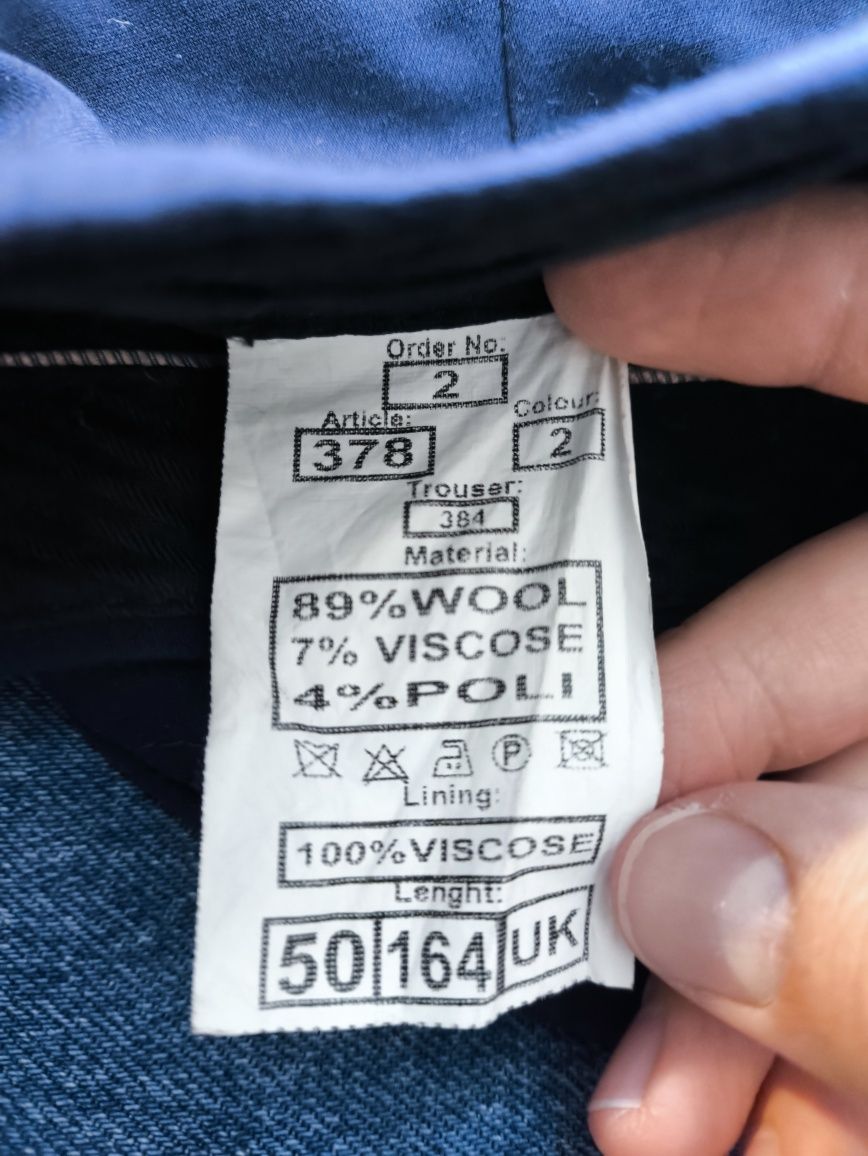 Order No:
2
Article:
Colour:
378
2
Trouser:
384
Material:
89%WOOL
7% VISCOSE
4%POLI
P
Lining:
100%VISCOSE
Lenght:
50 164 UK